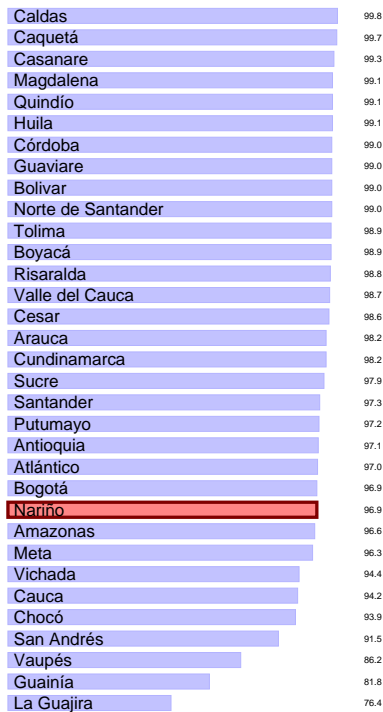 Caldas 99.8
Caquetá 99.7
Casanare 99.3
Magdalena 99.1
Quindío 99.1
Huila 99.1
Córdoba 99.0
Guaviare 99.0
Bolivar 99.0
Norte de Santander 99.0
Tolima 98.9
Boyacá 98.9
Risaralda 98.8
Valle del Cauca 98.7
Cesar 98.6
Arauca 98.2
Cundinamarca 98.2
Sucre 97.9
Santander 97.3
Putumayo 97.2
Antioquia 97.1
Atlántico 97.0
Bogotá 96.9
Nariño 96.9
Amazonas 96.6
Meta 96.3
Vichada 94.4
Cauca 94.2
Chocó 93.9
San Andrés 91.5
Vaupés 86.2
Guainía 81.8
La Guajira 76.4